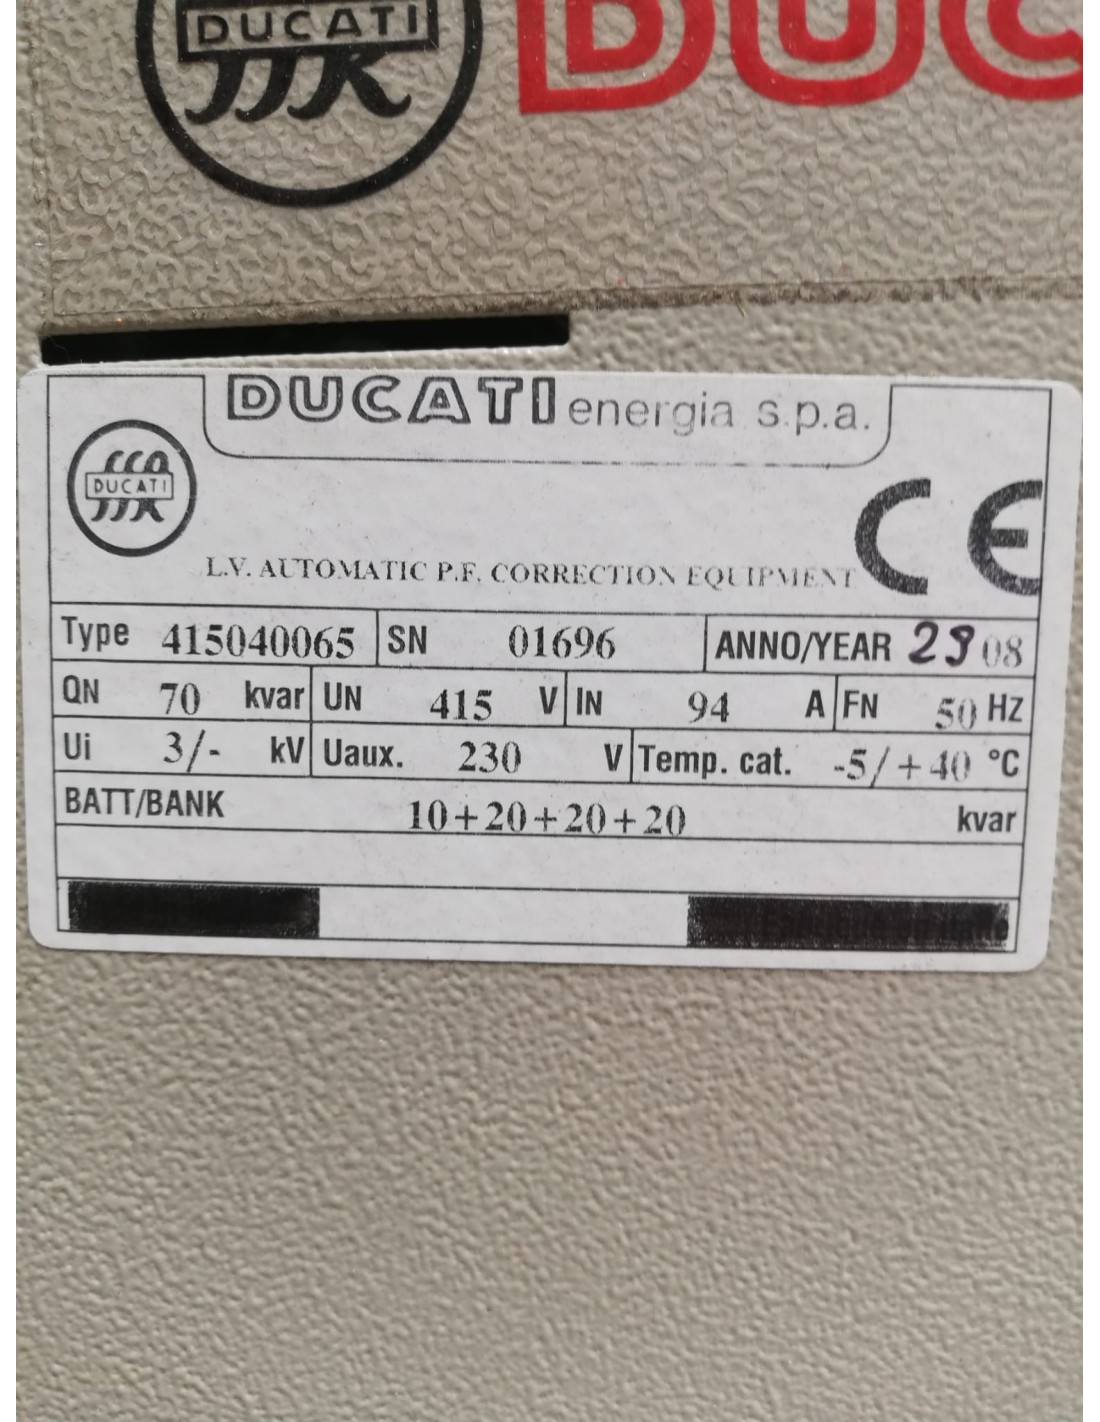 DUCATI
DUC
DUCATI energia s.p.a.
DUCATI
CE
L.V. AUTOMATIC P.F. CORRECTION EQUIPMENT
Type 415040065 SN 01696 ANNO/YEAR 2308
QN 70 kvar UN 415 V IN 94 A FN 50 HZ
Ui 3/- kV Uaux. 230 V Temp. cat. -5/+40 °C
BATT/BANK 10+20+20+20 kvar